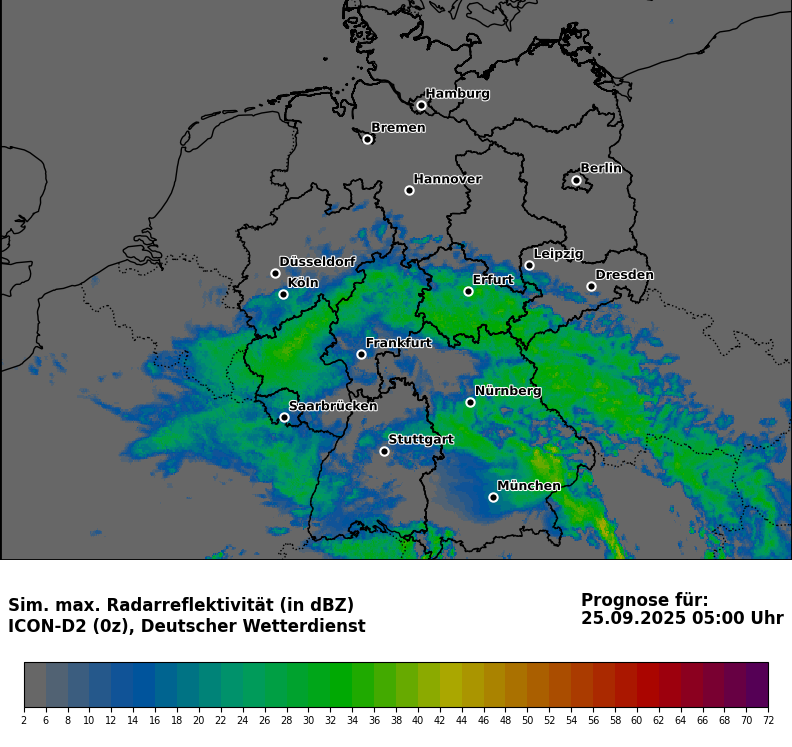 Hamburg
Bremen
Berlin
Hannover
Leipzig
Düsseldorf
Dresden
Köln
Erfurt
Frankfurt
Nürnberg
Saarbrücken
Stuttgart
München
Sim. max. Radarreflektivität (in dBZ)
ICON-D2 (0z), Deutscher Wetterdienst
Prognose für:
25.09.2025 05:00 Uhr
2 6 8 10 12 14 16 18 20 22 24 26 28 30 32 34 36 38 40 42 44 46 48 50 52 54 56 58 60 62 64 66 68 70 72